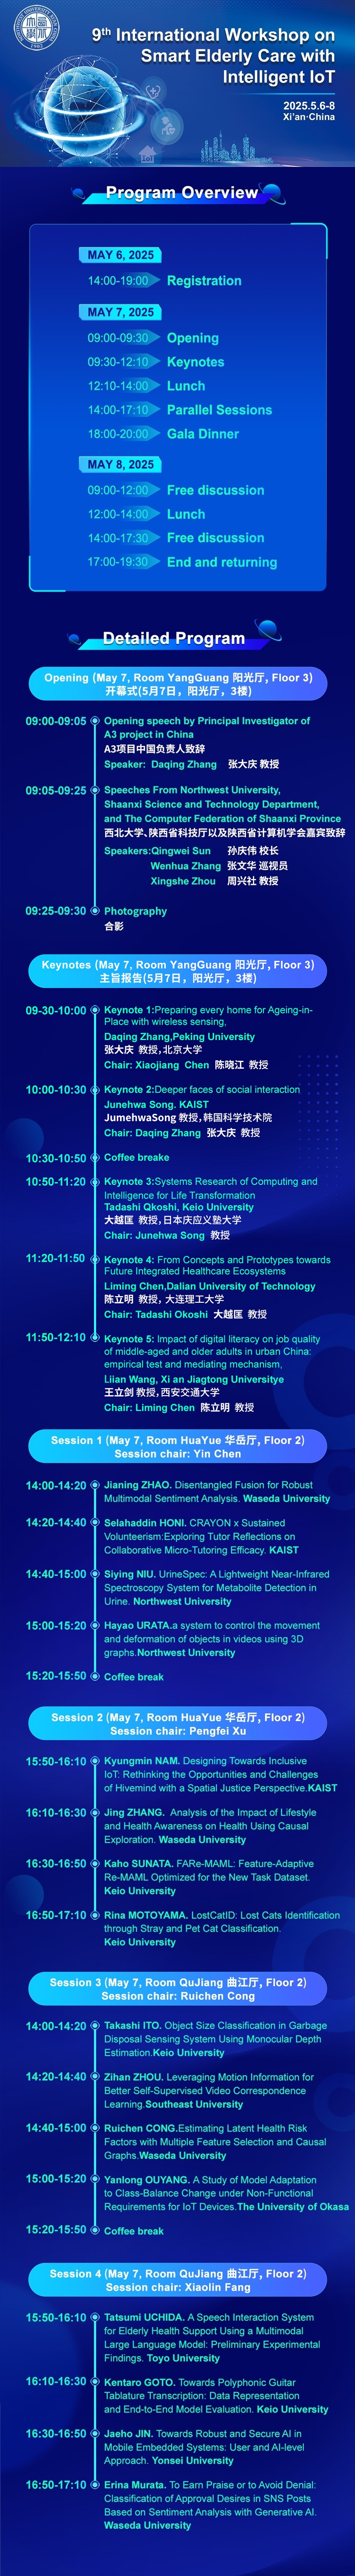 9th International Workshop on
Smart Elderly Care with
Intelligent IoT
2025.5.6-8
Xi'an·China
Program Overview
MAY 6, 2025
14:00-19:00 Registration
MAY 7, 2025
09:00-09:30 Opening
09:30-12:10 Keynotes
12:10-14:00 Lunch
14:00-17:10 Parallel Sessions
18:00-20:00 Gala Dinner
MAY 8, 2025
09:00-12:00 Free discussion
12:00-14:00 Lunch
14:00-17:30 Free discussion
17:00-19:30 End and returning
Detailed Program
Opening (May 7, Room YangGuang 阳光厅, Floor 3)
开幕式(5月7日，阳光厅，3楼)
09:00-09:05 Opening speech by Principal Investigator of
A3 project in China
A3项目中国负责人致辞
Speaker: Daqing Zhang 张大庆 教授
09:05-09:25 Speeches From Northwest University,
Shaanxi Science and Technology Department,
and The Computer Federation of Shaanxi Province
西北大学、陕西省科技厅以及陕西省计算机学会嘉宾致辞
Speakers:Qingwei Sun 孙庆伟 校长
Wenhua Zhang 张文华 巡视员
Xingshe Zhou 周兴社 教授
09:25-09:30 Photography
合影
Keynotes (May 7, Room YangGuang 阳光厅, Floor 3)
主旨报告(5月7日，阳光厅，3楼)
09-30-10:00 Keynote 1:Preparing every home for Ageing-in-
Place with wireless sensing,
Daqing Zhang,Peking University
张大庆 教授，北京大学
Chair: Xiaojiang Chen 陈晓江 教授
10:00-10:30 Keynote 2:Deeper faces of social interaction
Junehwa Song. KAIST
JumehwaSong 教授，韩国科学技术院
Chair: Daqing Zhang 张大庆 教授
10:30-10:50 Coffee breake
10:50-11:20 Keynote 3:Systems Research of Computing and
Intelligence for Life Transformation
Tadashi Qkoshi, Keio University
大越匡 教授，日本庆应义塾大学
Chair: Junehwa Song 教授
11:20-11:50 Keynote 4: From Concepts and Prototypes towards
Future Integrated Healthcare Ecosystems
Liming Chen,Dalian University of Technology
陈立明 教授，大连理工大学
Chair: Tadashi Okoshi 大越匡 教授
11:50-12:10 Keynote 5: Impact of digital literacy on job quality
of middle-aged and older adults in urban China:
empirical test and mediating mechanism,
Liian Wang, Xi an Jiagtong Universitye
王立剑 教授，西安交通大学
Chair: Liming Chen 陈立明 教授
Session 1 (May 7, Room HuaYue 华岳厅, Floor 2)
Session chair: Yin Chen
14:00-14:20 Jianing ZHAO. Disentangled Fusion for Robust
Multimodal Sentiment Analysis. Waseda University
14:20-14:40 Selahaddin HONI. CRAYON x Sustained
Volunteerism:Exploring Tutor Reflections on
Collaborative Micro-Tutoring Efficacy. KAIST
14:40-15:00 Siying NIU. UrineSpec: A Lightweight Near-Infrared
Spectroscopy System for Metabolite Detection in
Urine. Northwest University
15:00-15:20 Hayao URATA.a system to control the movement
and deformation of objects in videos using 3D
graphs.Northwest University
15:20-15:50 Coffee break
Session 2 (May 7, Room HuaYue 华岳厅, Floor 2)
Session chair: Pengfei Xu
15:50-16:10 Kyungmin NAM. Designing Towards Inclusive
IoT: Rethinking the Opportunities and Challenges
of Hivemind with a Spatial Justice Perspective.KAIST
16:10-16:30 Jing ZHANG. Analysis of the Impact of Lifestyle
and Health Awareness on Health Using Causal
Exploration. Waseda University
16:30-16:50 Kaho SUNATA. FARe-MAML: Feature-Adaptive
Re-MAML Optimized for the New Task Dataset.
Keio University
16:50-17:10 Rina MOTOYAMA. LostCatID: Lost Cats Identification
through Stray and Pet Cat Classification.
Keio University
Session 3 (May 7, Room QuJiang 曲江厅, Floor 2)
Session chair: Ruichen Cong
14:00-14:20 Takashi ITO. Object Size Classification in Garbage
Disposal Sensing System Using Monocular Depth
Estimation.Keio University
14:20-14:40 Zihan ZHOU. Leveraging Motion Information for
Better Self-Supervised Video Correspondence
Learning.Southeast University
14:40-15:00 Ruichen CONG.Estimating Latent Health Risk
Factors with Multiple Feature Selection and Causal
Graphs.Waseda University
15:00-15:20 Yanlong OUYANG. A Study of Model Adaptation
to Class-Balance Change under Non-Functional
Requirements for IoT Devices.The University of Okasa
15:20-15:50 Coffee break
Session 4 (May 7, Room QuJiang 曲江厅, Floor 2)
Session chair: Xiaolin Fang
15:50-16:10 Tatsumi UCHIDA. A Speech Interaction System
for Elderly Health Support Using a Multimodal
Large Language Model: Preliminary Experimental
Findings. Toyo University
16:10-16:30 Kentaro GOTO. Towards Polyphonic Guitar
Tablature Transcription: Data Representation
and End-to-End Model Evaluation. Keio University
16:30-16:50 Jaeho JIN. Towards Robust and Secure AI in
Mobile Embedded Systems: User and AI-level
Approach. Yonsei University
16:50-17:10 Erina Murata. To Earn Praise or to Avoid Denial:
Classification of Approval Desires in SNS Posts
Based on Sentiment Analysis with Generative AI.
Waseda University